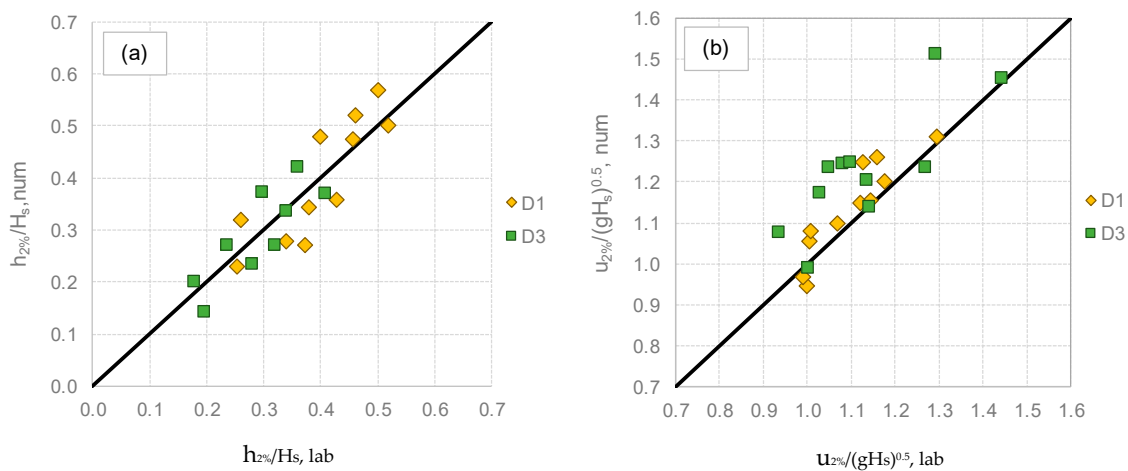 (a)
0.7
0.6
0.5
0.4
0.3
0.2
0.1
0.0
h2%/Hs,num
0.0 0.1 0.2 0.3 0.4 0.5 0.6 0.7
h2%/Hs, lab
D1
D3
(b)
1.6
1.5
1.4
1.3
1.2
1.1
1.0
0.9
0.8
0.7
u2%/(gHs)0.5, num
0.7 0.8 0.9 1.0 1.1 1.2 1.3 1.4 1.5 1.6
u2%/(gHs)0.5, lab
D1
D3